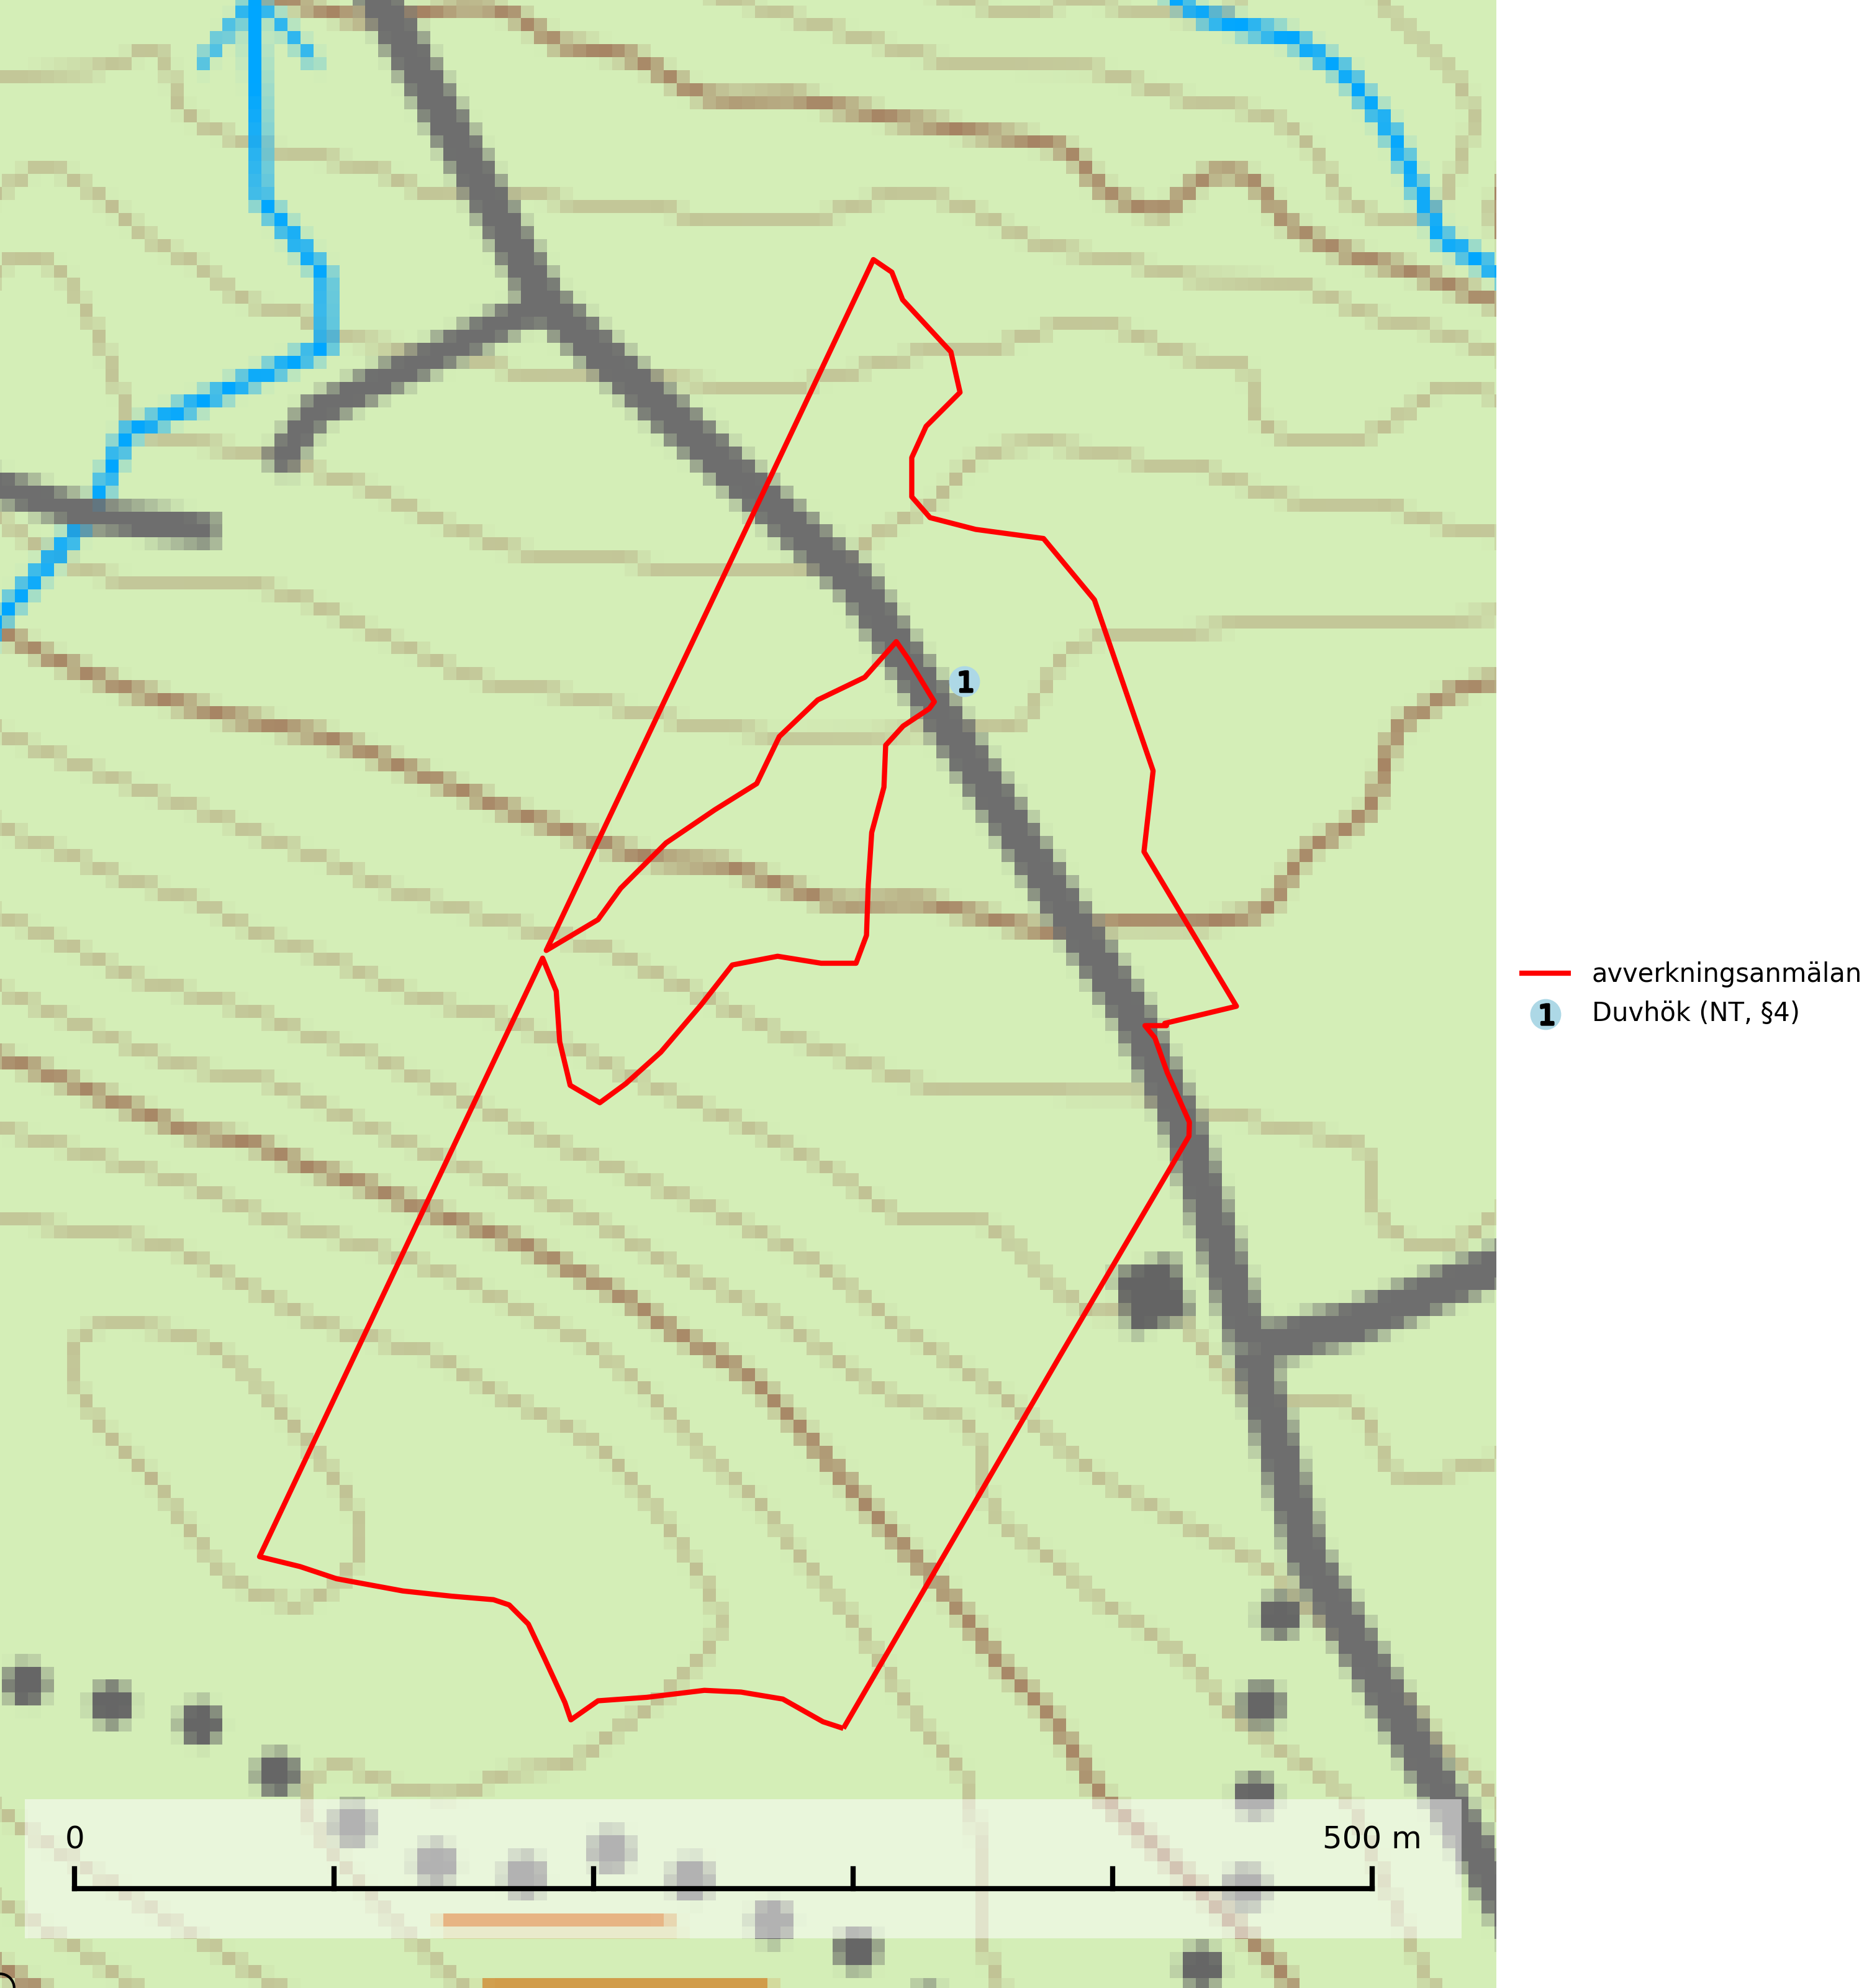 1
avverkningsanmälan
1 Duvhök (NT, §4)
0 500 m